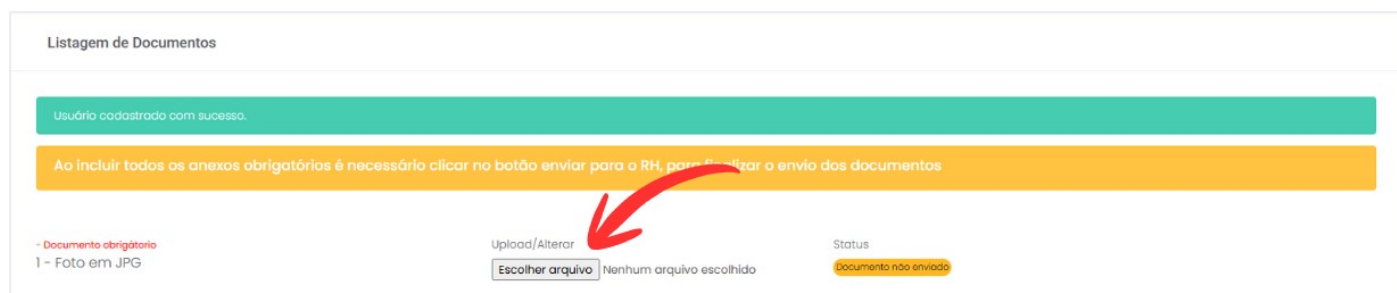 Listagem de Documentos
Usuário cadastrado com sucesso.
Ao incluir todos os anexos obrigatórios é necessário clicar no botão enviar para o RH, para finalizar o envio dos documentos
- Documento obrigátorio
1 - Foto em JPG
Upload/Alterar
Escolher arquivo Nenhum arquivo escolhido
Status
Documento não enviado